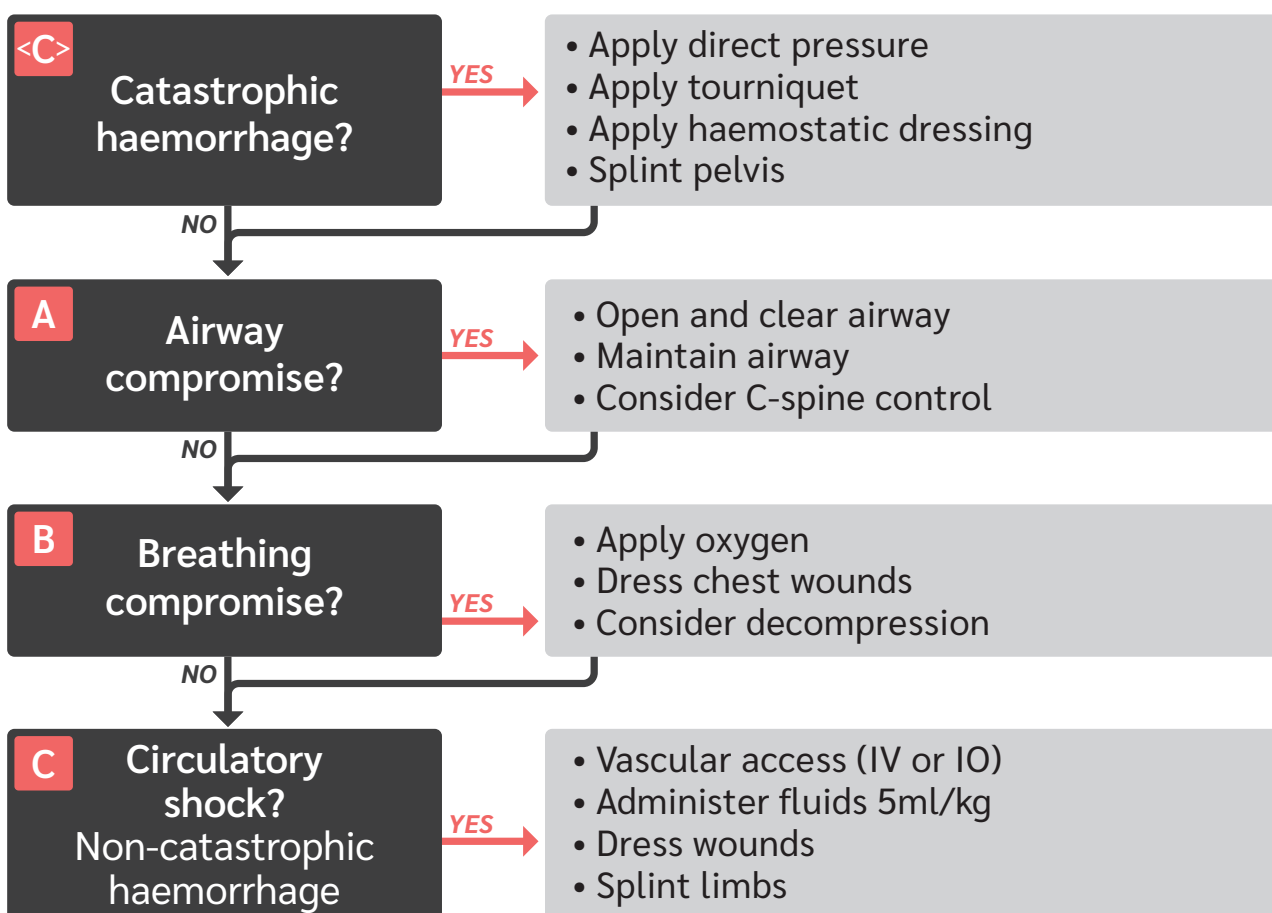 <C>
Catastrophic
haemorrhage?
YES
• Apply direct pressure
• Apply tourniquet
• Apply haemostatic dressing
• Splint pelvis
NO
A
Airway
compromise?
YES
• Open and clear airway
• Maintain airway
• Consider C-spine control
NO
B
Breathing
compromise?
YES
• Apply oxygen
• Dress chest wounds
• Consider decompression
NO
C
Circulatory
shock?
Non-catastrophic
haemorrhage
YES
• Vascular access (IV or IO)
• Administer fluids 5ml/kg
• Dress wounds
• Splint limbs